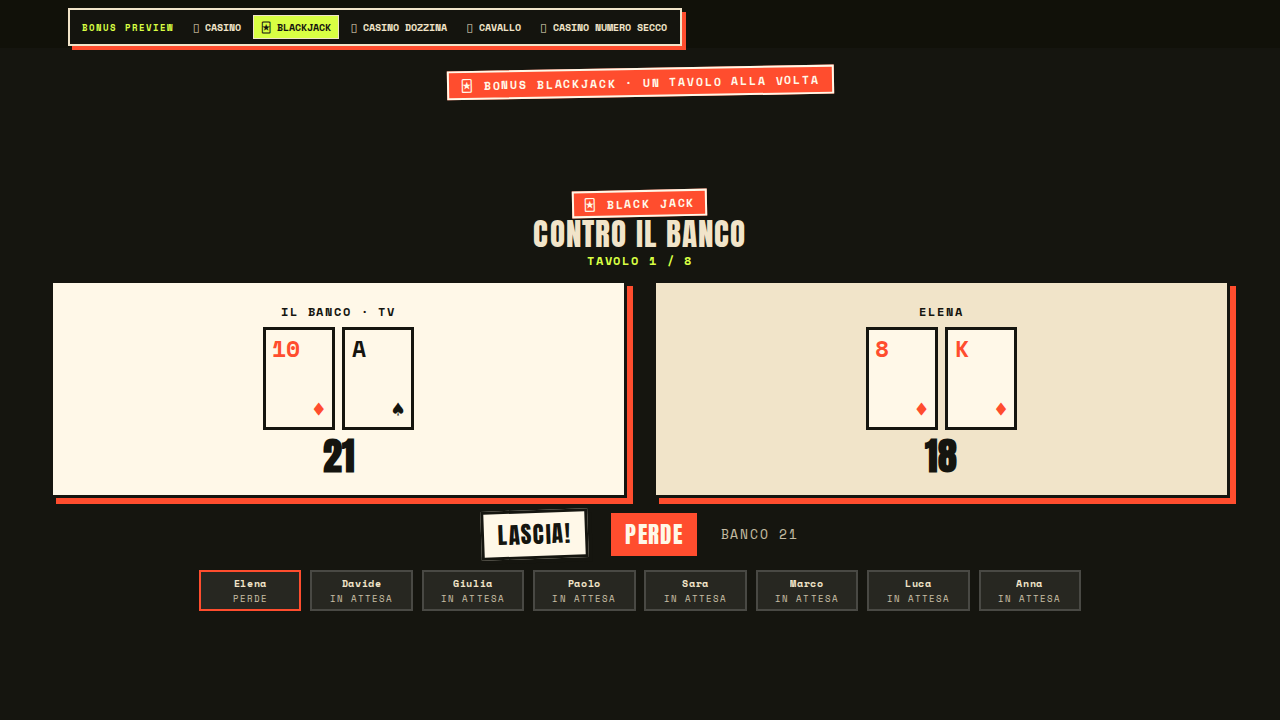 BONUS PREVIEW CASINO 🃏 BLACKJACK CASINO DOZZINA CAVALLO CASINO NUMERO SECCO
🃏 BONUS BLACKJACK · UN TAVOLO ALLA VOLTA
🃏 BLACK JACK
CONTRO IL BANCO
TAVOLO 1 / 8
IL BANCO · TV
10 ♦ A ♠
21
ELENA
8 ♦ K ♦
18
LASCIA! PERDE BANCO 21
Elena
PERDE
Davide
IN ATTESA
Giulia
IN ATTESA
Paolo
IN ATTESA
Sara
IN ATTESA
Marco
IN ATTESA
Luca
IN ATTESA
Anna
IN ATTESA